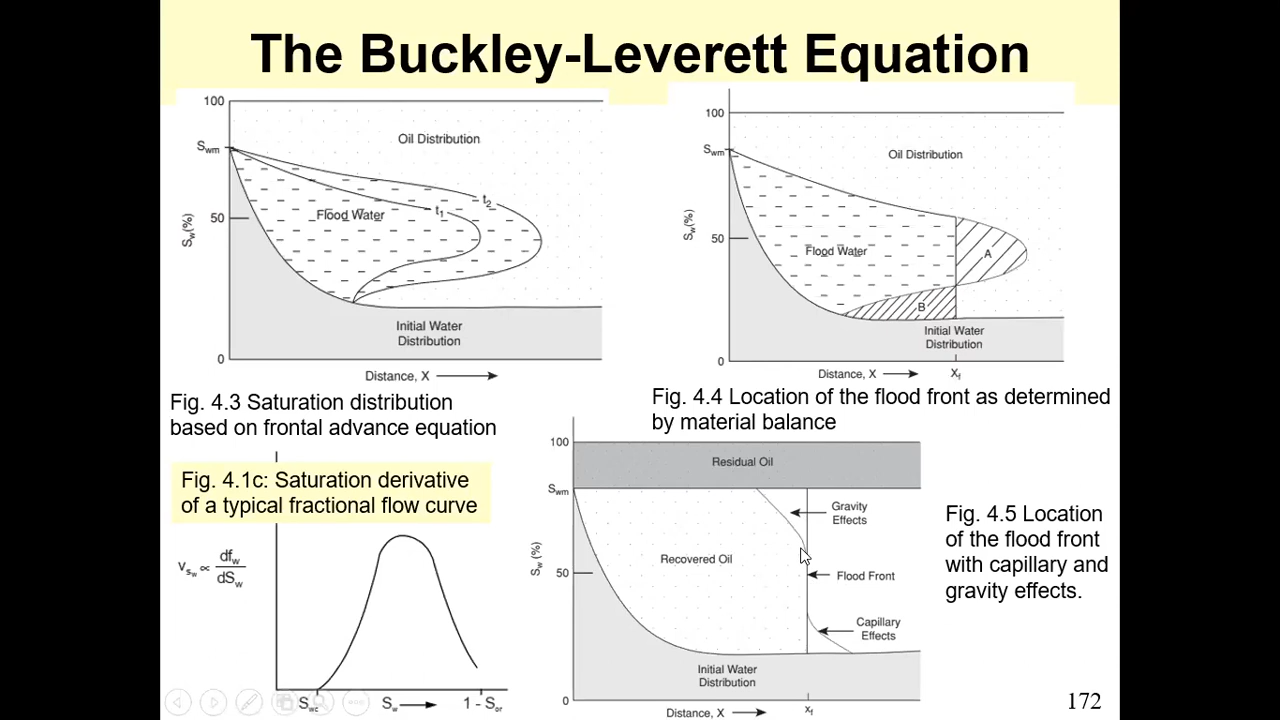 The Buckley-Leverett Equation
100
Oil Distribution
Swm
t2
t1
Flood Water
50
Sw(%)
Initial Water
Distribution
0
Distance, X
Fig. 4.3 Saturation distribution
based on frontal advance equation
100
Oil Distribution
Swm
50
Sw(%)
Flood Water
A
B
Initial Water
Distribution
0
Distance, X
Xf
Fig. 4.4 Location of the flood front as determined
by material balance
Fig. 4.1c: Saturation derivative
of a typical fractional flow curve
vSw ∝ dfw
dSw
Swc
Sw
1 - Sor
100
Residual Oil
Swm
Gravity
Effects
Recovered Oil
Sw (%)
50
Flood Front
Capillary
Effects
Initial Water
Distribution
0
Distance, X
xf
Fig. 4.5 Location
of the flood front
with capillary and
gravity effects.
172